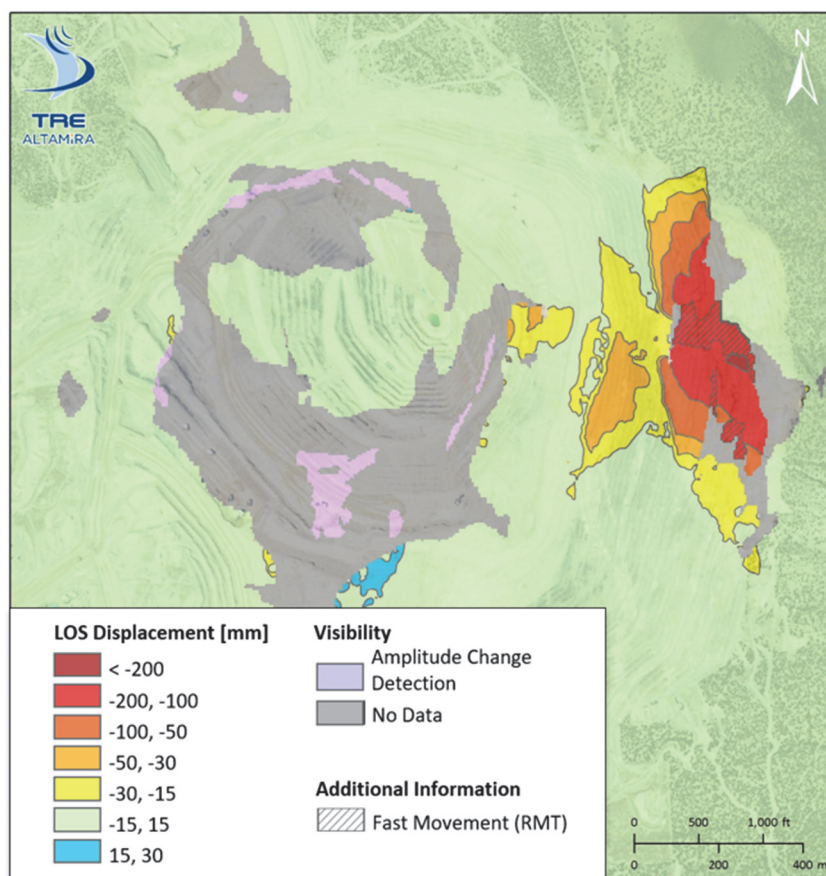 TRE
ALTAMIRA
N
LOS Displacement [mm]
< -200
-200, -100
-100, -50
-50, -30
-30, -15
-15, 15
15, 30
Visibility
Amplitude Change
Detection
No Data
Additional Information
Fast Movement (RMT)
0 500 1,000 ft
0 200 400 m